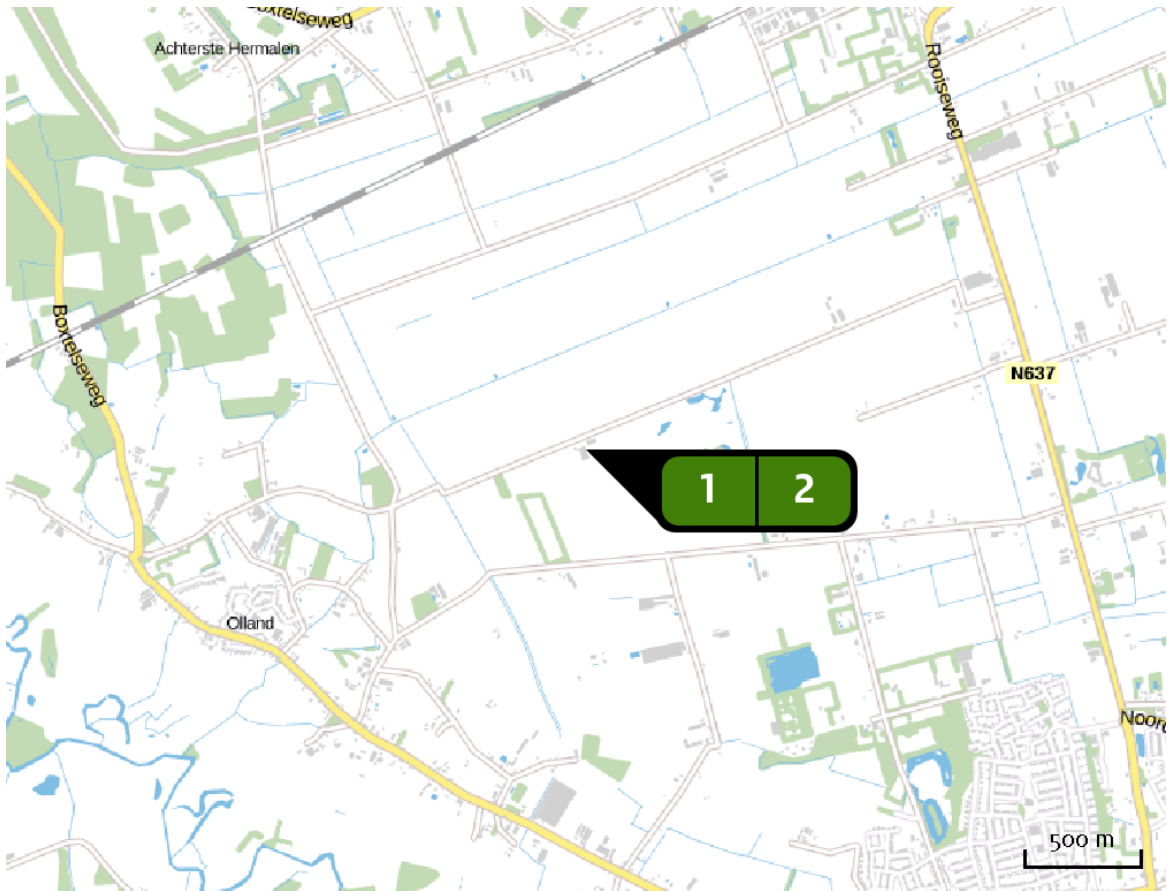 Boxtelseweg
Achterste Hermalen
Rooiseweg
Boxtelseweg
N637
1 2
Olland
Noord
500 m